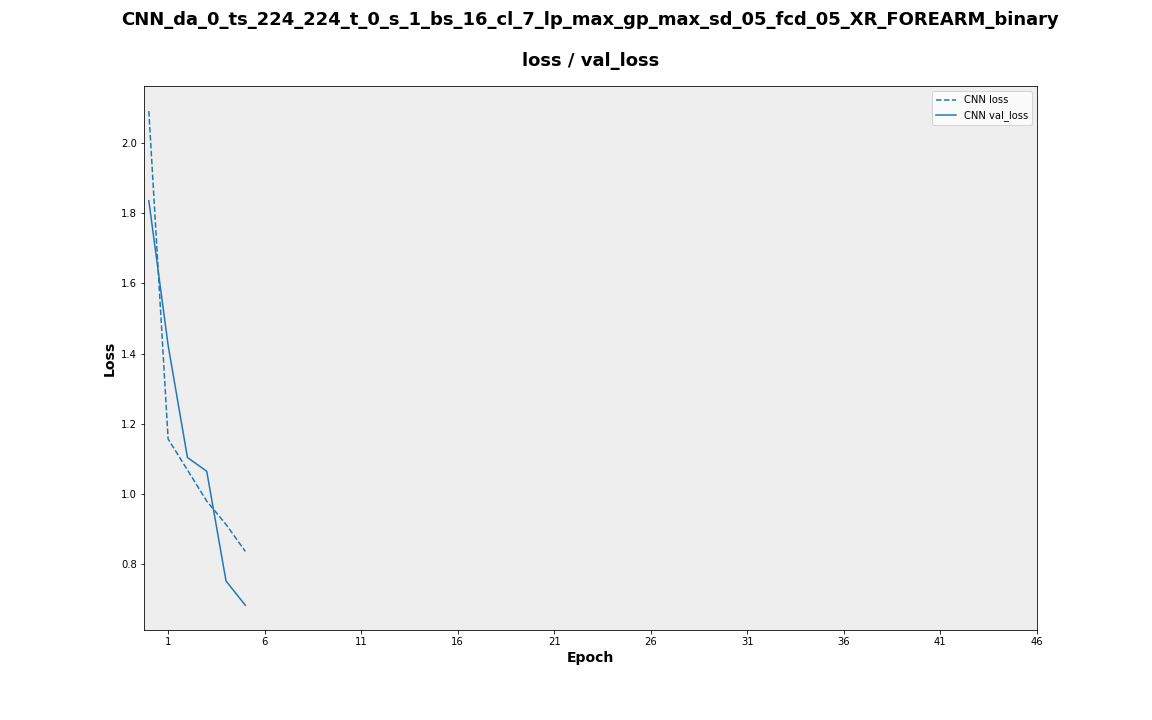 CNN_da_0_ts_224_224_t_0_s_1_bs_16_cl_7_lp_max_gp_max_sd_05_fcd_05_XR_FOREARM_binary
loss / val_loss
CNN loss
CNN val_loss
2.0
1.8
1.6
1.4
1.2
1.0
0.8
Loss
1 6 11 16 21 26 31 36 41 46
Epoch